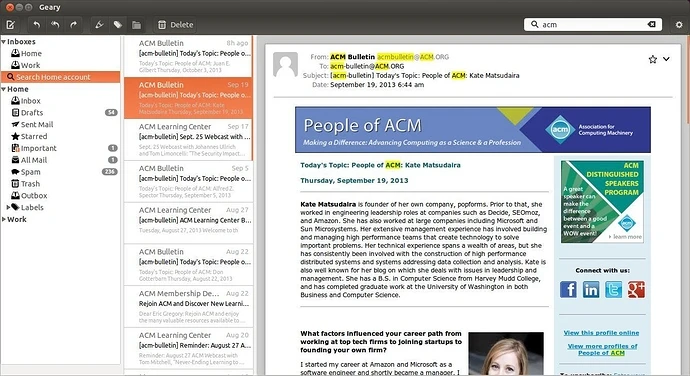 Geary
Delete
acm
Inboxes
Home
Work
Search Home account
Home
Inbox
Drafts 54
Sent Mail
Starred
Important 1
All Mail 1
Spam 236
Trash
Outbox
Labels
Work
ACM Bulletin 8h ago
[acm-bulletin] Today's Topic: People o...
Today's Topic: People of ACM: Juan E.
Gilbert Thursday, October 3, 2013
ACM Bulletin Sep 19
[acm-bulletin] Today's Topic: People o...
Today's Topic: People of ACM: Kate
Matsudaira Thursday, September 19, 2013
ACM Learning Center Sep 17
[acm-bulletin] Sept. 25 Webcast with ...
Sept. 25 Webcast with Johannes Ullrich
and Tom Limoncelli: "The Security Impact...
ACM Bulletin Sep 5
[acm-bulletin] Today's Topic: People o...
Today's Topic: People of ACM: Alfred Z.
Spector Thursday, September 5, 2013
ACM Learning Center Aug 27
[acm-bulletin] ACM Learning Center B...
Tuesday, August 27, 2013 Welcome to th
ACM Bulletin Aug 22
[acm-bulletin] Today's Topic: People o...
Today's Topic: People of ACM: Don
Gotterbarn Thursday, August 22, 2013
ACM Membership De... Aug 22
Rejoin ACM and Discover New Learni...
Dear Eric Gregory: Rejoin ACM and enjoy
the many valuable resources available to...
ACM Learning Center Aug 20
[acm-bulletin] Reminder: August 27 A...
Reminder: August 27 ACM Webcast with
Tom Mitchell, "Never-Ending Learning to...
From: ACM Bulletin acmbulletin@ACM.ORG
To: acm-bulletin@ACM.ORG
Subject: [acm-bulletin] Today's Topic: People of ACM: Kate Matsudaira
Date: September 19, 2013 6:44 am
People of ACM
Making a Difference: Advancing Computing as a Science & a Profession
acm
Association for
Computing Machinery
Today's Topic: People of ACM: Kate Matsudaira
Thursday, September 19, 2013
Kate Matsudaira is founder of her own company, popforms. Prior to that, she
worked in engineering leadership roles at companies such as Decide, SEOmoz,
and Amazon. She has also worked at large companies including Microsoft and
Sun Microsystems. Her extensive management experience has involved building
and managing high performance teams that create technology to solve
important problems. Her technical experience spans a wealth of areas, but she
has consistently been involved with the construction of high performance
distributed systems and systems addressing data collection and analysis. Kate is
also well known for her blog on which she deals with issues in leadership and
management. She has a B.S. in Computer Science from Harvey Mudd College,
and has completed graduate work at the University of Washington in both
Business and Computer Science.
What factors influenced your career path from
working at top tech firms to joining startups to
founding your own firm?
I started my career at Amazon and Microsoft as a
software engineer and shortly became a manager. I
ACM
DISTINGUISHED
SPEAKERS
PROGRAM
A great
speaker can
make the
difference
between a good
event and a
WOW event!
learn more
Connect with us:
View this profile online
View more profiles of
People of ACM